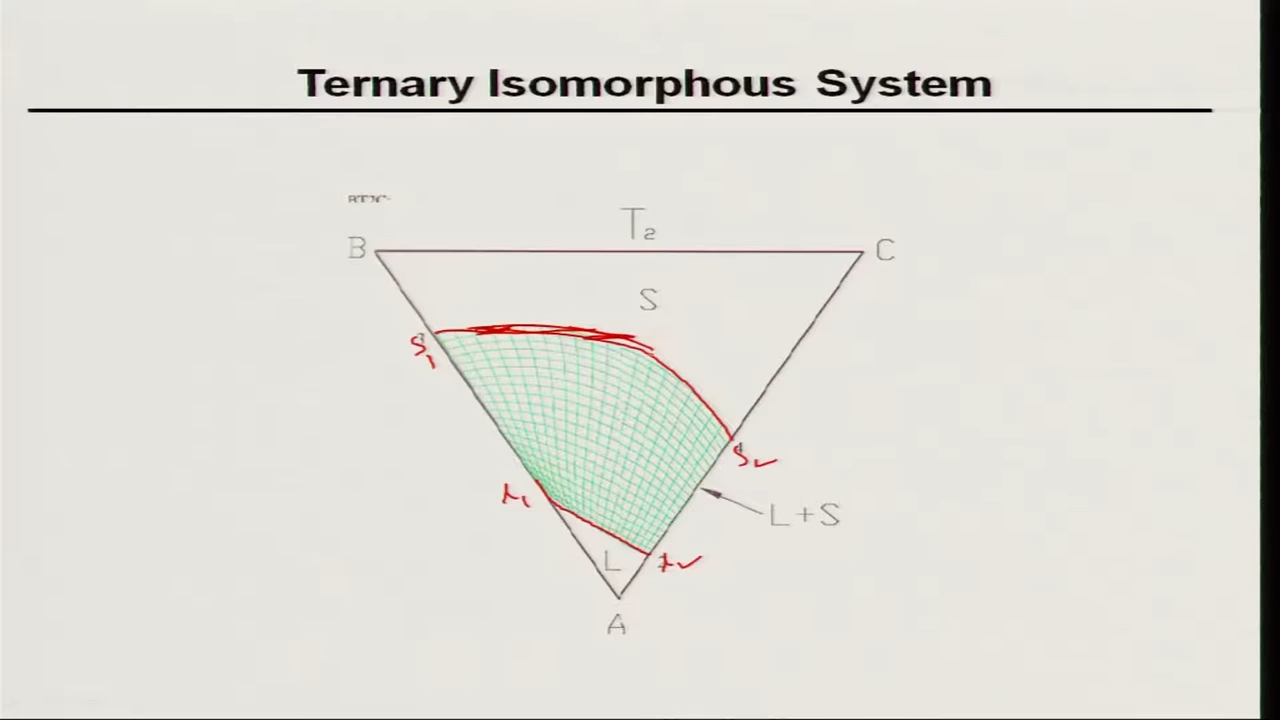 Ternary Isomorphous System
T₂
B
C
S
S₁
S₂
L₁
L + S
L
L₂
A